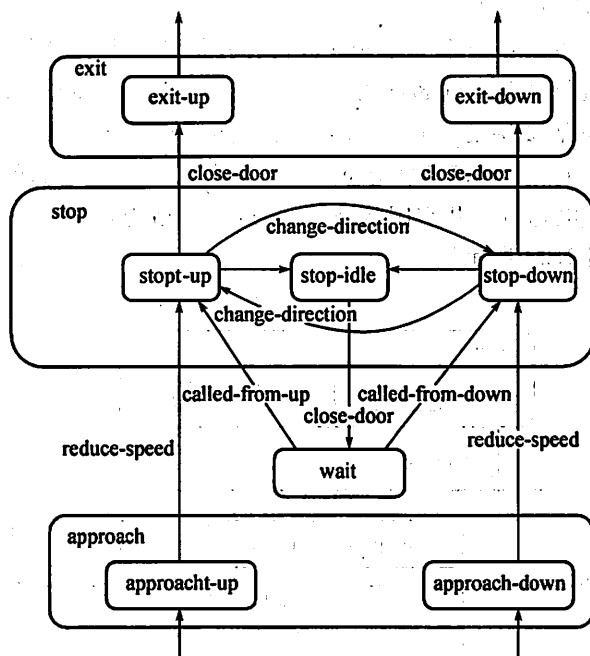 exit
exit-up
exit-down
close-door
close-door
stop
change-direction
stopt-up
stop-idle
stop-down
change-direction
called-from-up
called-from-down
close-door
reduce-speed
reduce-speed
wait
approach
approacht-up
approach-down